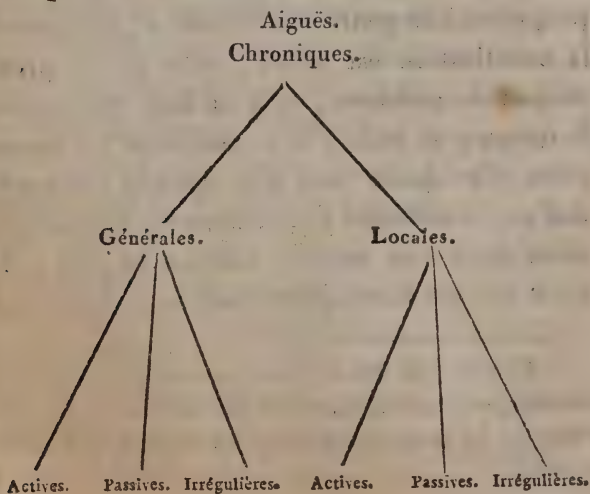 Aiguës.
Chroniques.
Générales. Locales.
Actives. Passives. Irrégulières. Actives. Passives. Irrégulières.